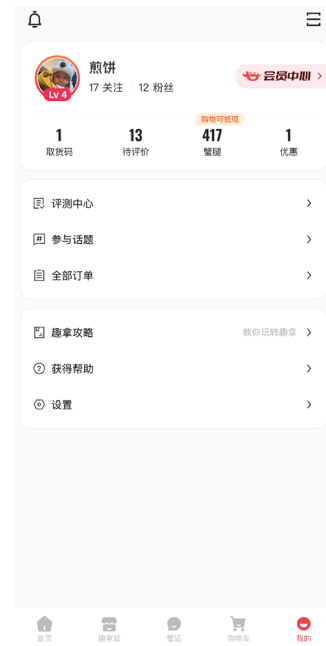 煎饼
17 关注 12 粉丝
会员中心
Lv 4
购物可抵现
1 13 417 1
取货码 待评价 蟹腿 优惠
评测中心
参与话题
全部订单
趣拿攻略 教你玩转趣拿
获得帮助
设置
首页 趣拿站 蟹逅 购物车 我的